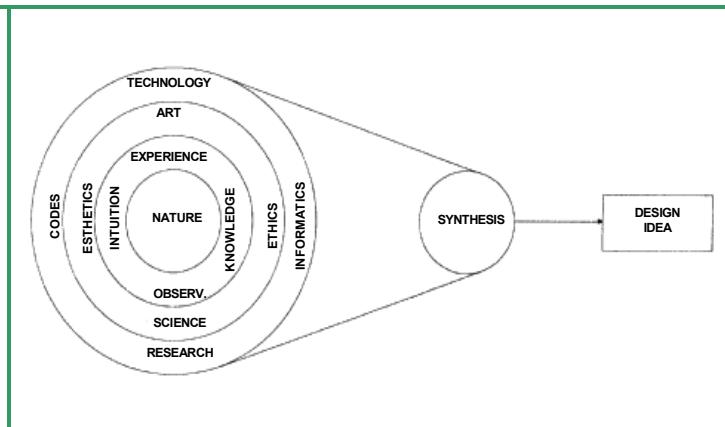 TECHNOLOGY
ART
EXPERIENCE
CODES
ESTHETICS
INTUITION
NATURE
KNOWLEDGE
ETHICS
INFORMATICS
OBSERV.
SCIENCE
RESEARCH
SYNTHESIS
DESIGN
IDEA